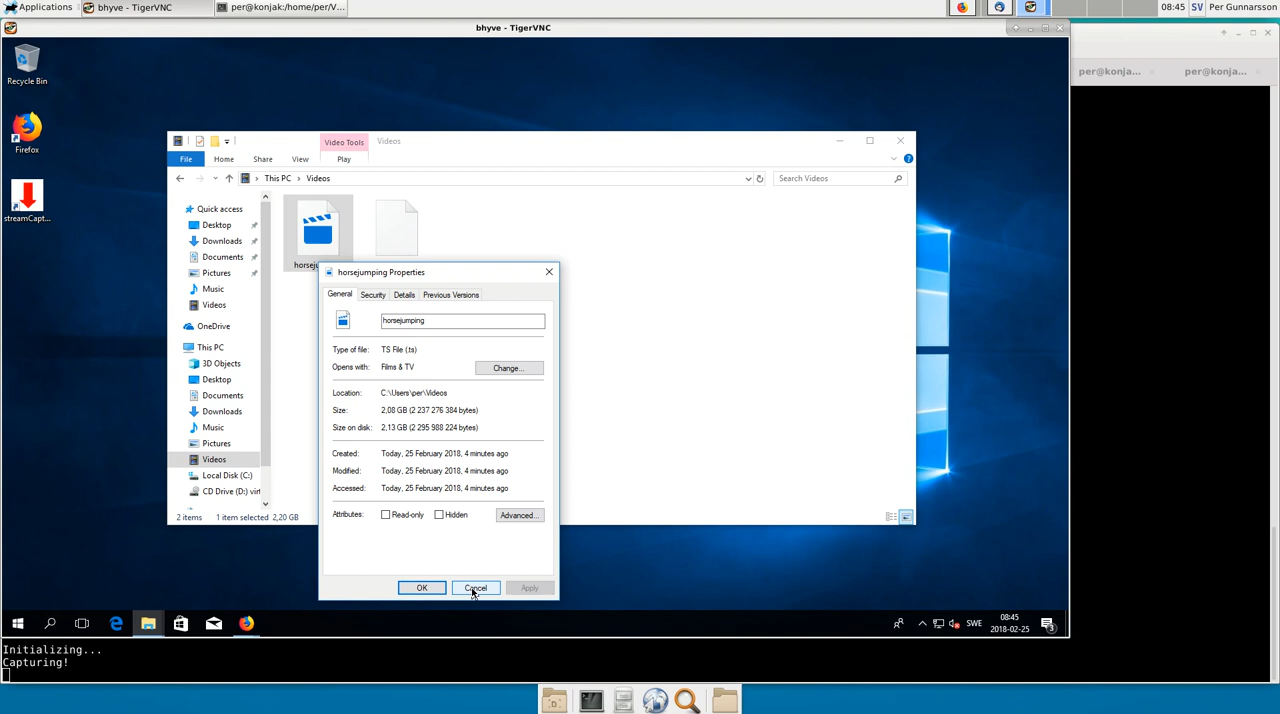 Applications
bhyve - TigerVNC
per@konjak:/home/per/V...
08:45
SV
Per Gunnarsson
bhyve - TigerVNC
per@konja...
per@konja...
Recycle Bin
Firefox
streamCapt...
Video Tools
Videos
File
Home
Share
View
Play
This PC
Videos
Search Videos
Quick access
Desktop
Downloads
Documents
Pictures
Music
Videos
OneDrive
This PC
3D Objects
Desktop
Documents
Downloads
Music
Pictures
Videos
Local Disk (C:)
CD Drive (D:) virt
2 items
1 item selected 2,20 GB
horsejumping Properties
General
Security
Details
Previous Versions
horsejumping
Type of file: TS File (.ts)
Opens with: Films & TV
Change...
Location: C:\Users\per\Videos
Size: 2,08 GB (2 237 276 384 bytes)
Size on disk: 2,13 GB (2 295 988 224 bytes)
Created: Today, 25 February 2018, 4 minutes ago
Modified: Today, 25 February 2018, 4 minutes ago
Accessed: Today, 25 February 2018, 4 minutes ago
Attributes: Read-only Hidden
Advanced...
OK
Cancel
Apply
SWE
08:45
2018-02-25
3
Initializing...
Capturing!